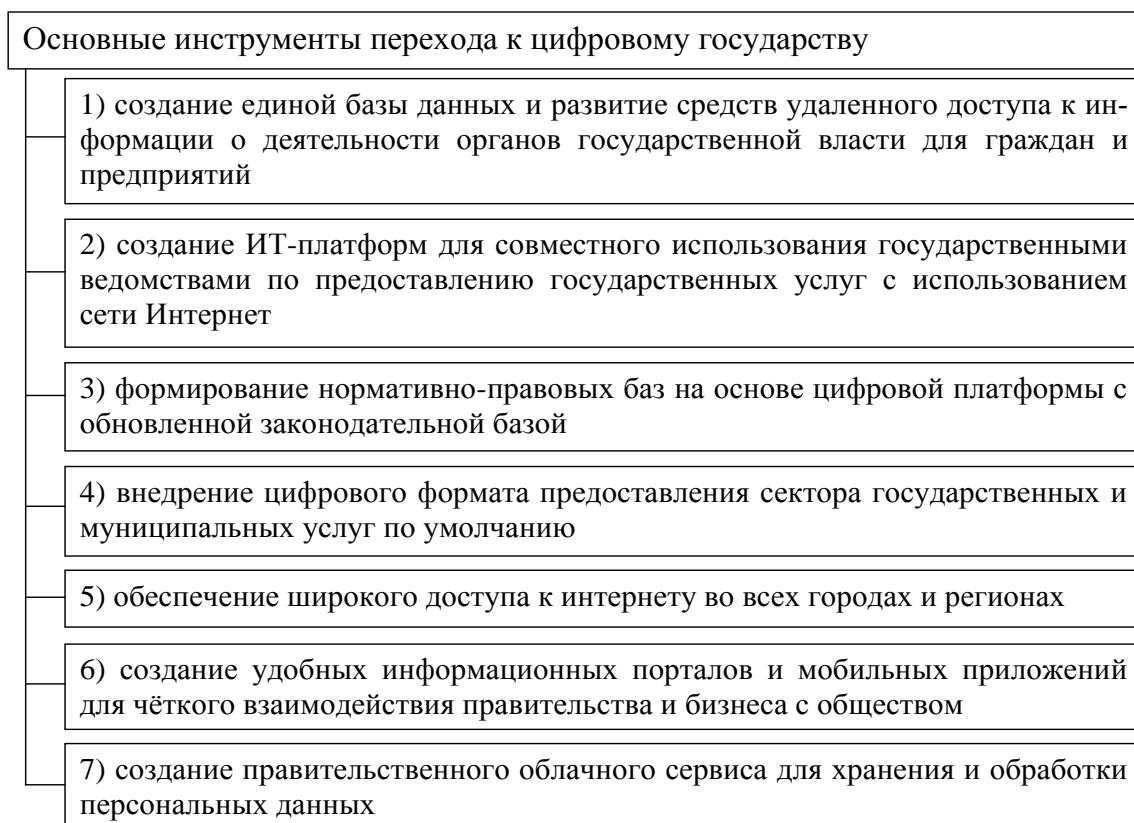 Основные инструменты перехода к цифровому государству
1) создание единой базы данных и развитие средств удаленного доступа к ин-
формации о деятельности органов государственной власти для граждан и
предприятий
2) создание ИТ-платформ для совместного использования государственными
ведомствами по предоставлению государственных услуг с использованием
сети Интернет
3) формирование нормативно-правовых баз на основе цифровой платформы с
обновленной законодательной базой
4) внедрение цифрового формата предоставления сектора государственных и
муниципальных услуг по умолчанию
5) обеспечение широкого доступа к интернету во всех городах и регионах
6) создание удобных информационных порталов и мобильных приложений
для чёткого взаимодействия правительства и бизнеса с обществом
7) создание правительственного облачного сервиса для хранения и обработки
персональных данных